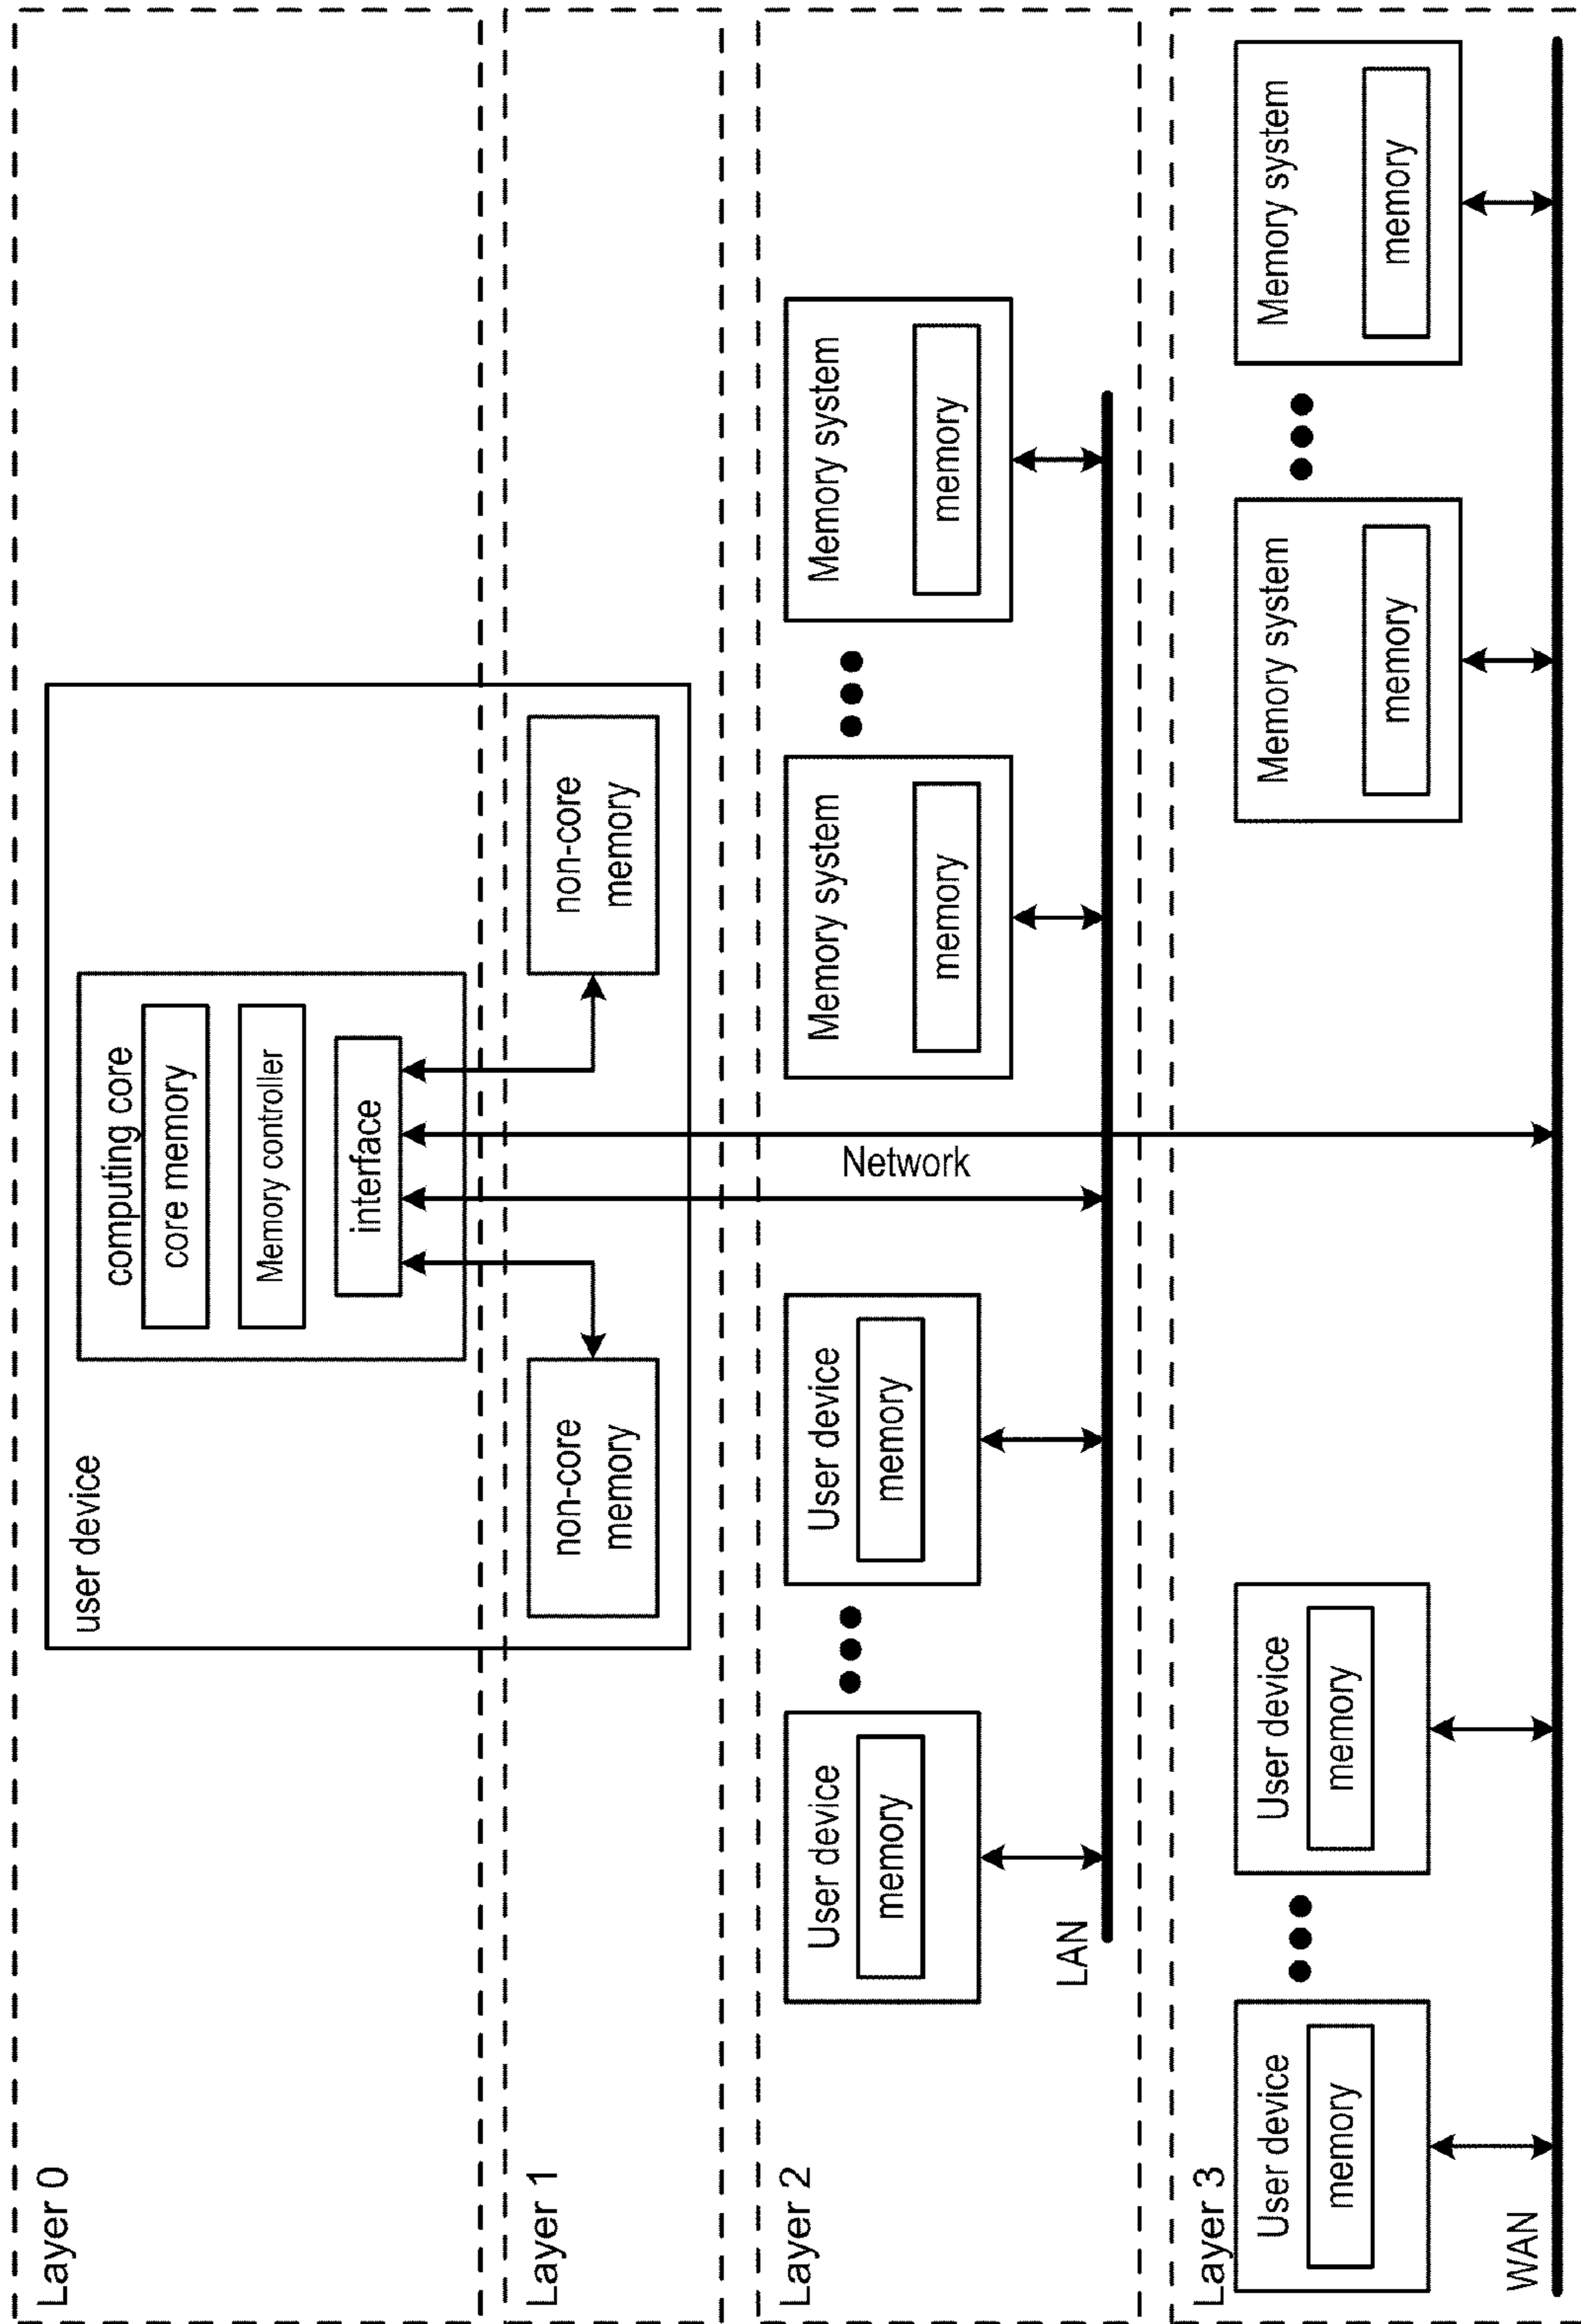 Layer 0
user device
computing core
core memory
Memory controller
interface
Layer 1
non-core
memory
non-core
memory
Layer 2
User device
memory
User device
memory
Network
Memory system
memory
Memory system
memory
LAN
Layer 3
User device
memory
User device
memory
Memory system
memory
Memory system
memory
WAN